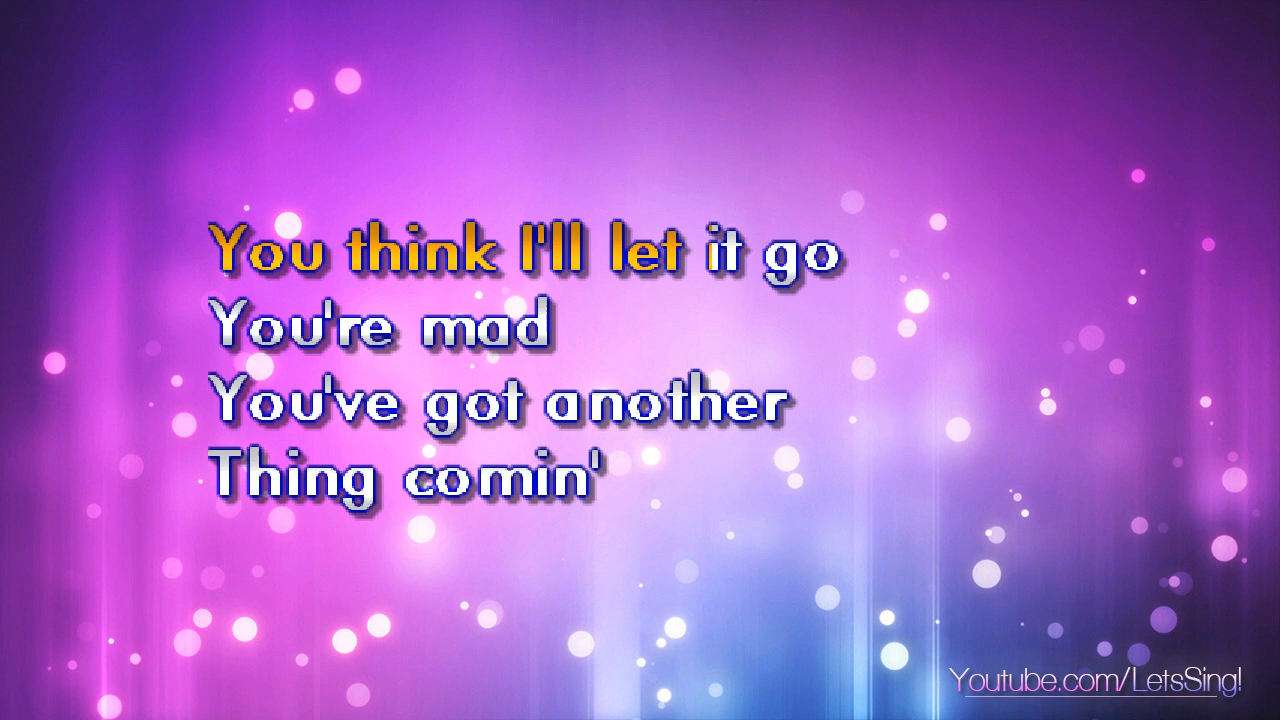 You think I'll let it go
You're mad
You've got another
Thing comin'
Youtube.com/LetsSing!